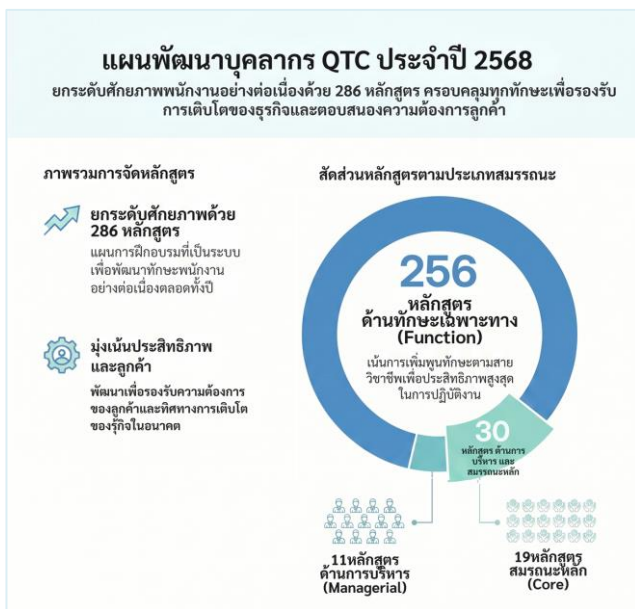 แผนพัฒนาบุคลากร QTC ประจำปี 2568
ยกระดับศักยภาพพนักงานอย่างต่อเนื่องด้วย 286 หลักสูตร ครอบคลุมทุกทักษะเพื่อรองรับ
การเติบโตของธุรกิจและตอบสนองความต้องการลูกค้า
ภาพรวมการจัดหลักสูตร
ยกระดับศักยภาพด้วย
286 หลักสูตร
แผนการฝึกอบรมที่เป็นระบบ
เพื่อพัฒนาทักษะพนักงาน
อย่างต่อเนื่องตลอดทั้งปี
มุ่งเน้นประสิทธิภาพ
และลูกค้า
พัฒนาเพื่อรองรับความต้องการ
ของลูกค้าและทิศทางการเติบโต
ของรุ้กิจในอนาคต
สัดส่วนหลักสูตรตามประเภทสมรรถนะ
256
หลักสูตร
ด้านทักษะเฉพาะทาง
(Function)
เน้นการเพิ่มพูนทักษะตามสาย
วิชาชีพเพื่อประสิทธิภาพสูงสุด
ในการปฏิบัติงาน
30
หลักสูตร ด้านการ
บริหาร และ
สมรรถนะหลัก
11หลักสูตร
ด้านการบริหาร
(Managerial)
19หลักสูตร
สมรถนะหลัก
(Core)